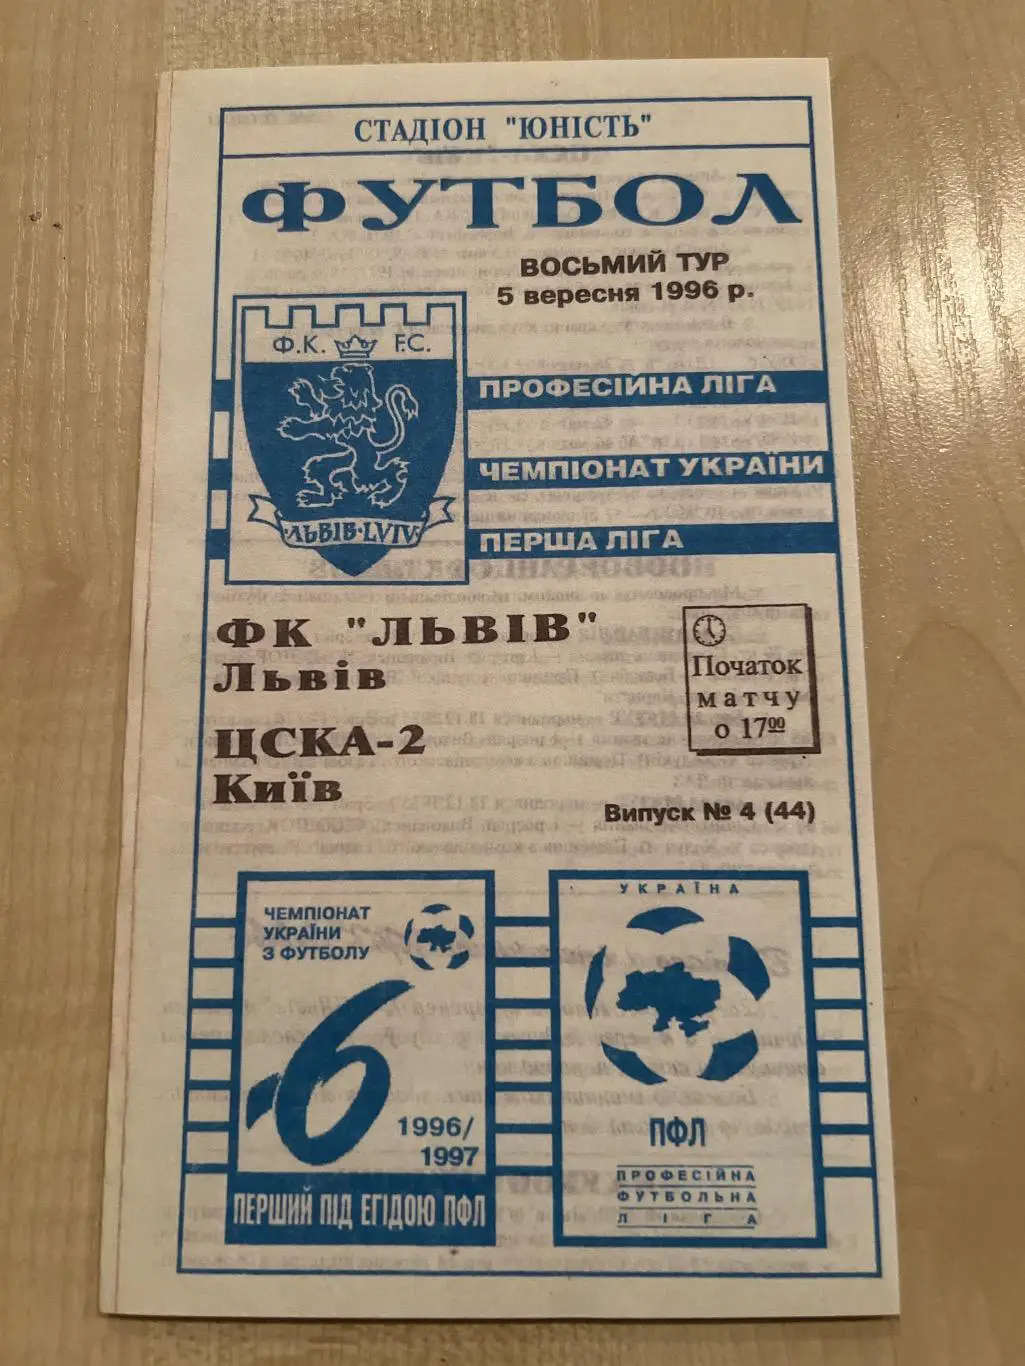 СТАДІОН "ЮНІСТЬ"
ФУТБОЛ
ВОСЬМИЙ ТУР
5 вересня 1996 р.
Ф.К. F.C.
ЛЬВІВ·LVIV
ПРОФЕСІЙНА ЛІГА
ЧЕМПІОНАТ УКРАЇНИ
ПЕРША ЛІГА
ФК "ЛЬВІВ"
Львів
ЦСКА-2
Київ
Початок
матчу
о 17⁰⁰
Випуск № 4 (44)
ЧЕМПІОНАТ
УКРАЇНИ
З ФУТБОЛУ
6
1996/
1997
ПЕРШИЙ ПІД ЕГІДОЮ ПФЛ
УКРАЇНА
ПФЛ
ПРОФЕСІЙНА
ФУТБОЛЬНА
ЛІГА